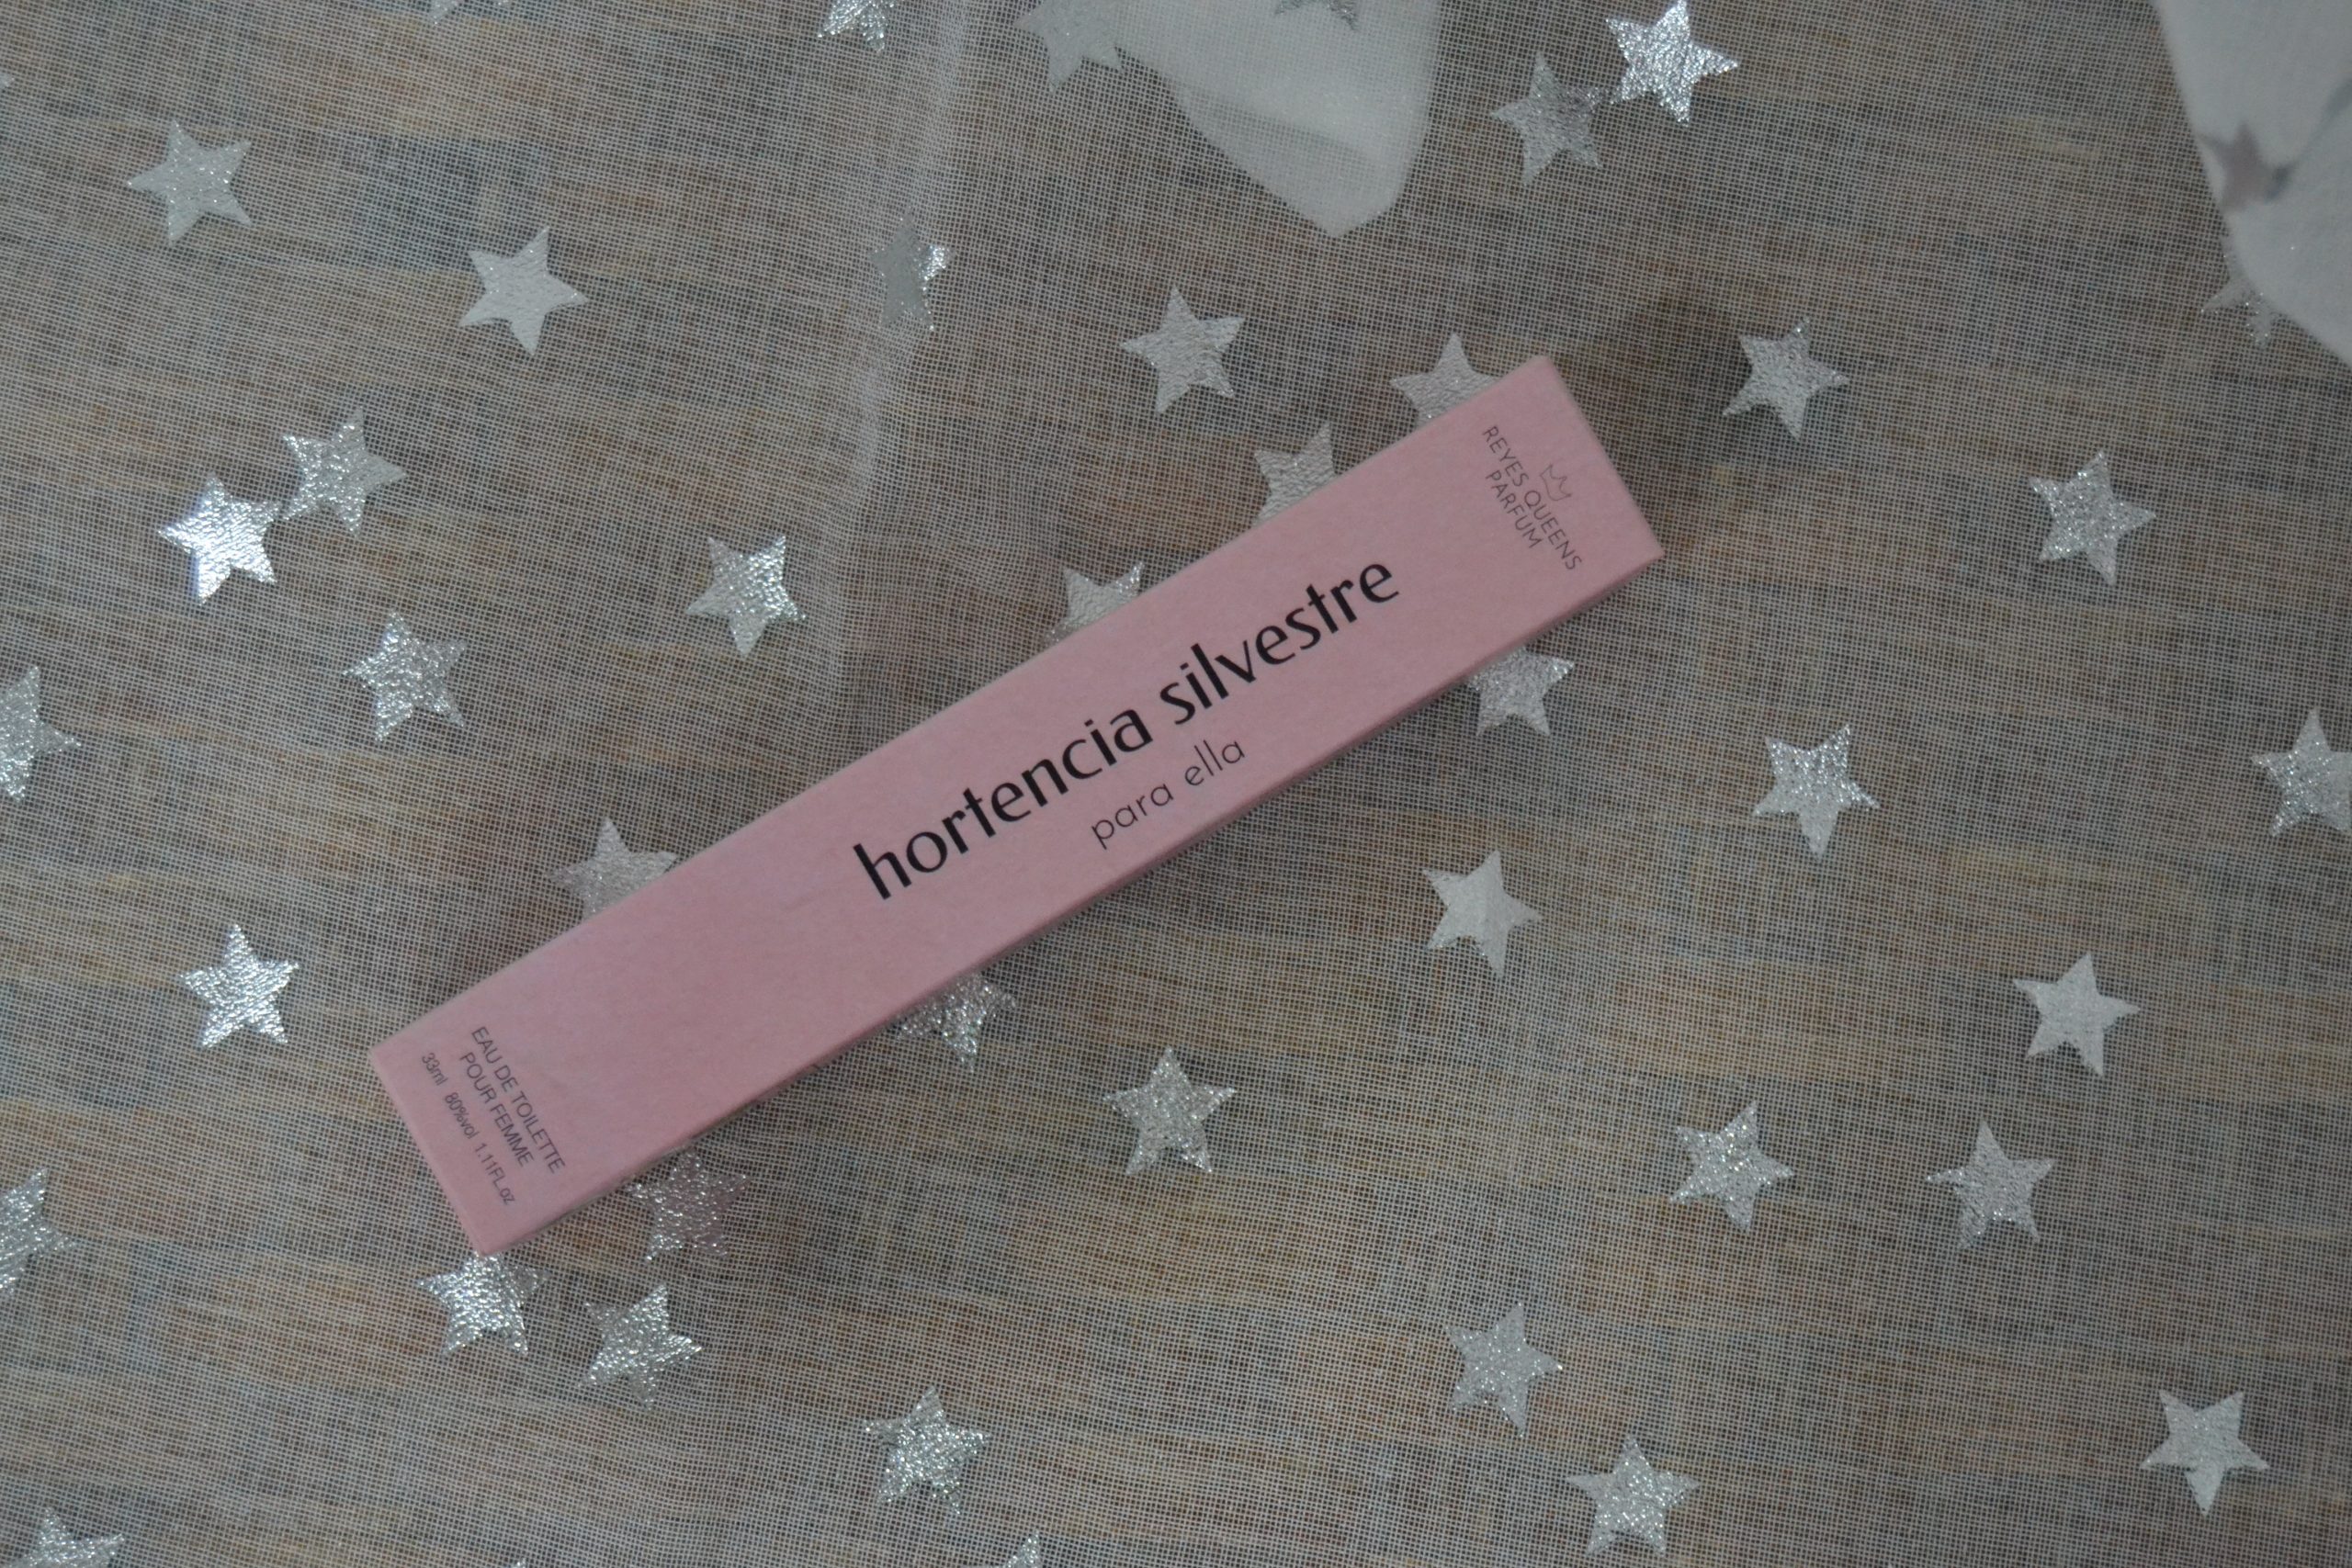 REYES QUEENS
PARFUM
hortencia silvestre
para ella
EAU DE TOILETTE
POUR FEMME
33ml 80%vol 1.11FL.oz